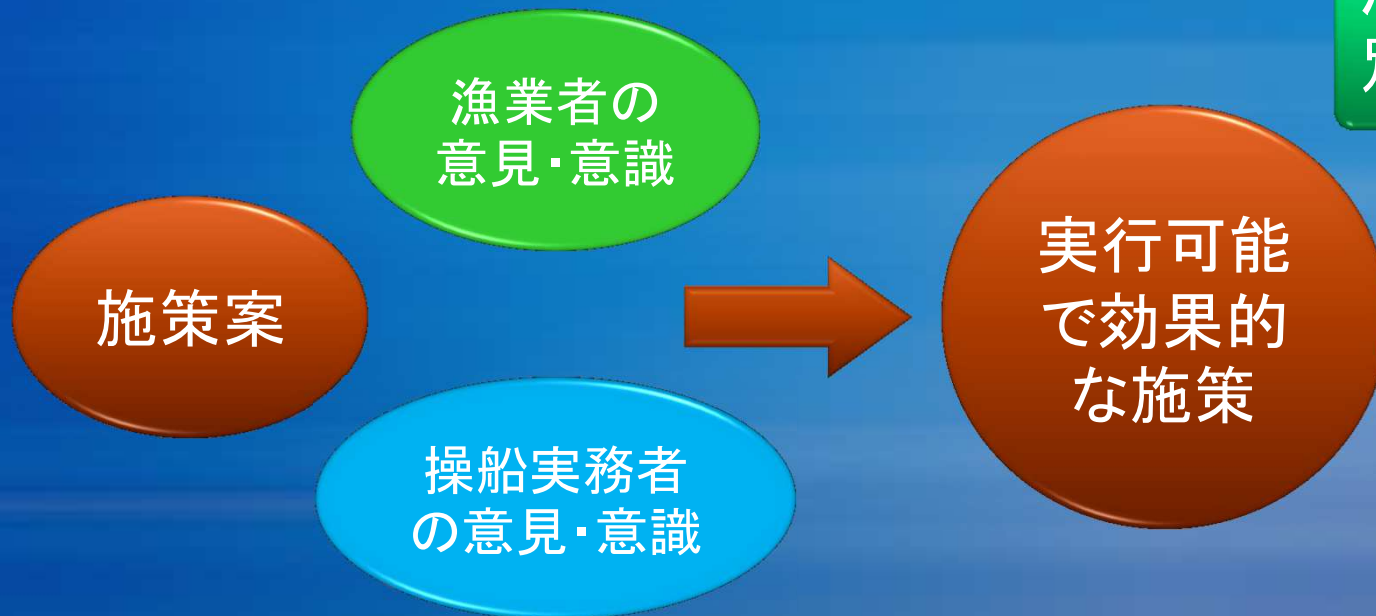 漁業者の
意見・意識
施策案
操船実務者
の意見・意識
実行可能
で効果的
な施策